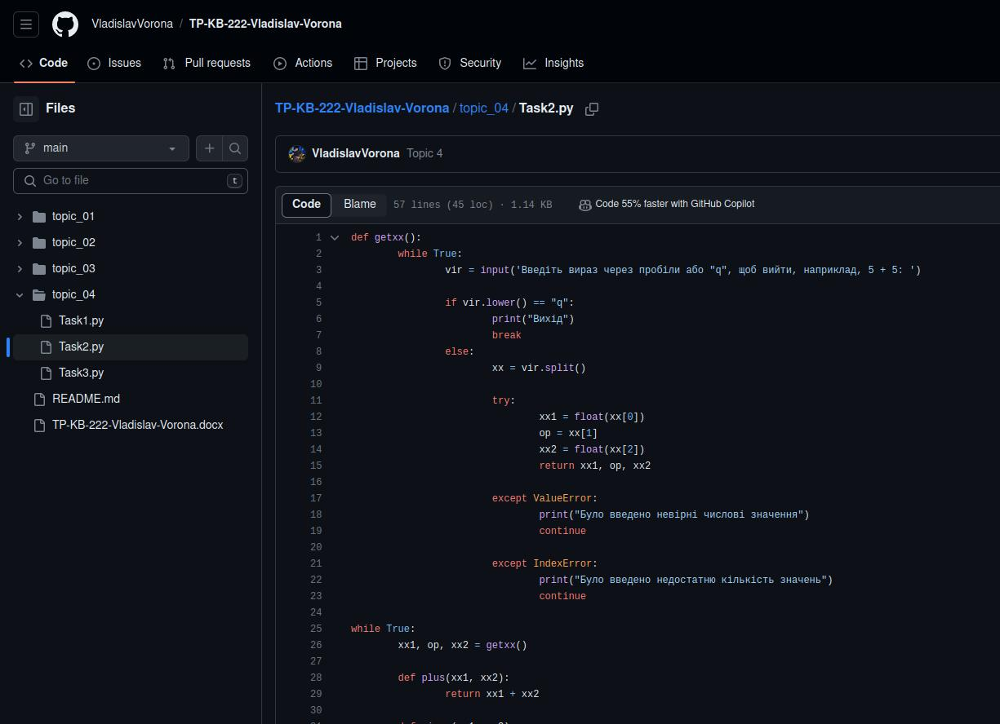 VladislavVorona / TP-KB-222-Vladislav-Vorona
Code Issues Pull requests Actions Projects Security Insights
Files
main
Go to file t
topic_01
topic_02
topic_03
topic_04
Task1.py
Task2.py
Task3.py
README.md
TP-KB-222-Vladislav-Vorona.docx
TP-KB-222-Vladislav-Vorona / topic_04 / Task2.py
VladislavVorona Topic 4
Code Blame 57 lines (45 loc) · 1.14 KB Code 55% faster with GitHub Copilot
1 def getxx():
2 while True:
3 vir = input('Введіть вираз через пробіли або "q", щоб вийти, наприклад, 5 + 5: ')
4
5 if vir.lower() == "q":
6 print("Вихід")
7 break
8 else:
9 xx = vir.split()
10
11 try:
12 xx1 = float(xx[0])
13 op = xx[1]
14 xx2 = float(xx[2])
15 return xx1, op, xx2
16
17 except ValueError:
18 print("Було введено невірні числові значення")
19 continue
20
21 except IndexError:
22 print("Було введено недостатню кількість значень")
23 continue
24
25 while True:
26 xx1, op, xx2 = getxx()
27
28 def plus(xx1, xx2):
29 return xx1 + xx2
30